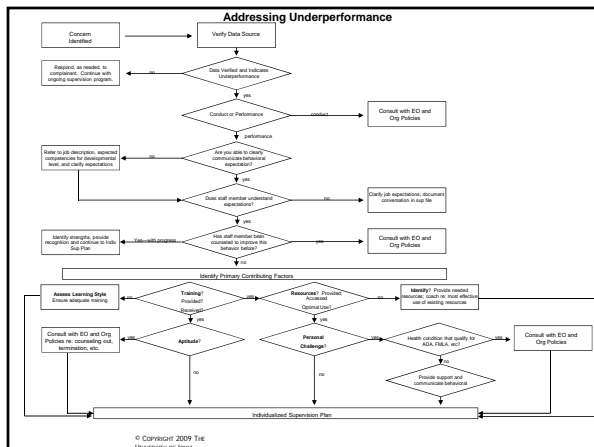 Addressing Underperformance
Concern
Identified
Verify Data Source
Respond, as needed, to
complainant. Continue with
ongoing supervision program.
no
Data Verified and Indicates
Underperformance
yes
Conduct or Performance
conduct
Consult with EO and
Org Policies
performance
Refer to job description, expected
competencies for developmental
level, and clarify expectations
no
Are you able to clearly
communicate behavioral
expectation?
yes
Does staff member understand
expectations?
no
Clarify job expectations; document
conversation in sup file
yes
Identify strengths, provide
recognition and continue to Indiv
Sup Plan
Yes—with progress
Has staff member been
counseled to improve this
behavior before?
yes
Consult with EO and
Org Policies
no
Identify Primary Contributing Factors
Assess Learning Style
Ensure adequate training
no
Training?
Provided?
Received?
yes
Resources? Provided;
Accessed
Optimal Use?
no
Identify? Provide needed
resources; coach re: most effective
use of existing resources
yes
yes
Consult with EO and Org
Policies re: counseling out,
termination, etc.
yes
Aptitude?
Personal
Challenge?
yes
Health condition that qualify for
ADA, FMLA, etc?
yes
Consult with EO and
Org Policies
no
no
no
Provide support and
communicate behavioral
Individualized Supervision Plan
© COPYRIGHT 2009 THE
UNIVERSITY OF IOWA